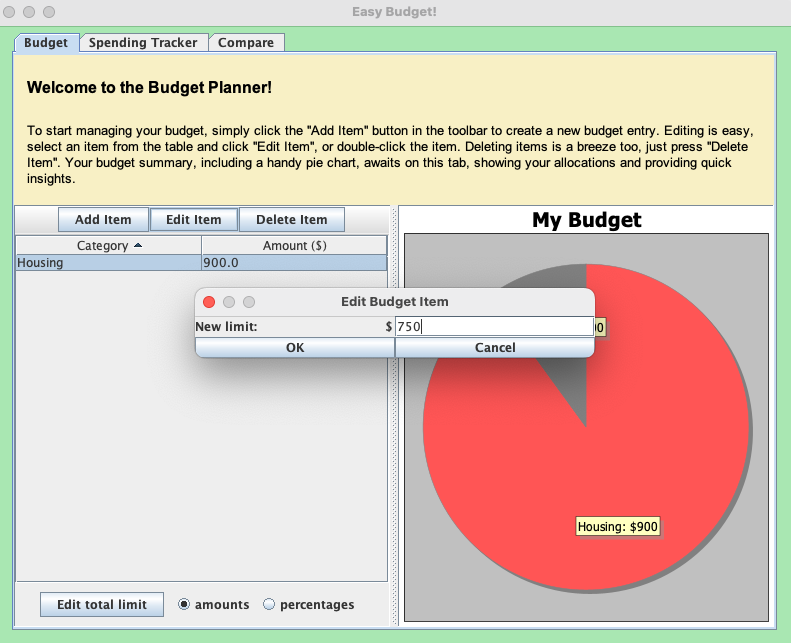 Easy Budget!
Budget
Spending Tracker
Compare
Welcome to the Budget Planner!
To start managing your budget, simply click the "Add Item" button in the toolbar to create a new budget entry. Editing is easy,
select an item from the table and click "Edit Item", or double-click the item. Deleting items is a breeze too, just press "Delete
Item". Your budget summary, including a handy pie chart, awaits on this tab, showing your allocations and providing quick
insights.
Add Item
Edit Item
Delete Item
My Budget
Category
Amount ($)
Housing
900.0
Edit Budget Item
New limit:
$
750
OK
Cancel
Housing: $900
Edit total limit
amounts
percentages